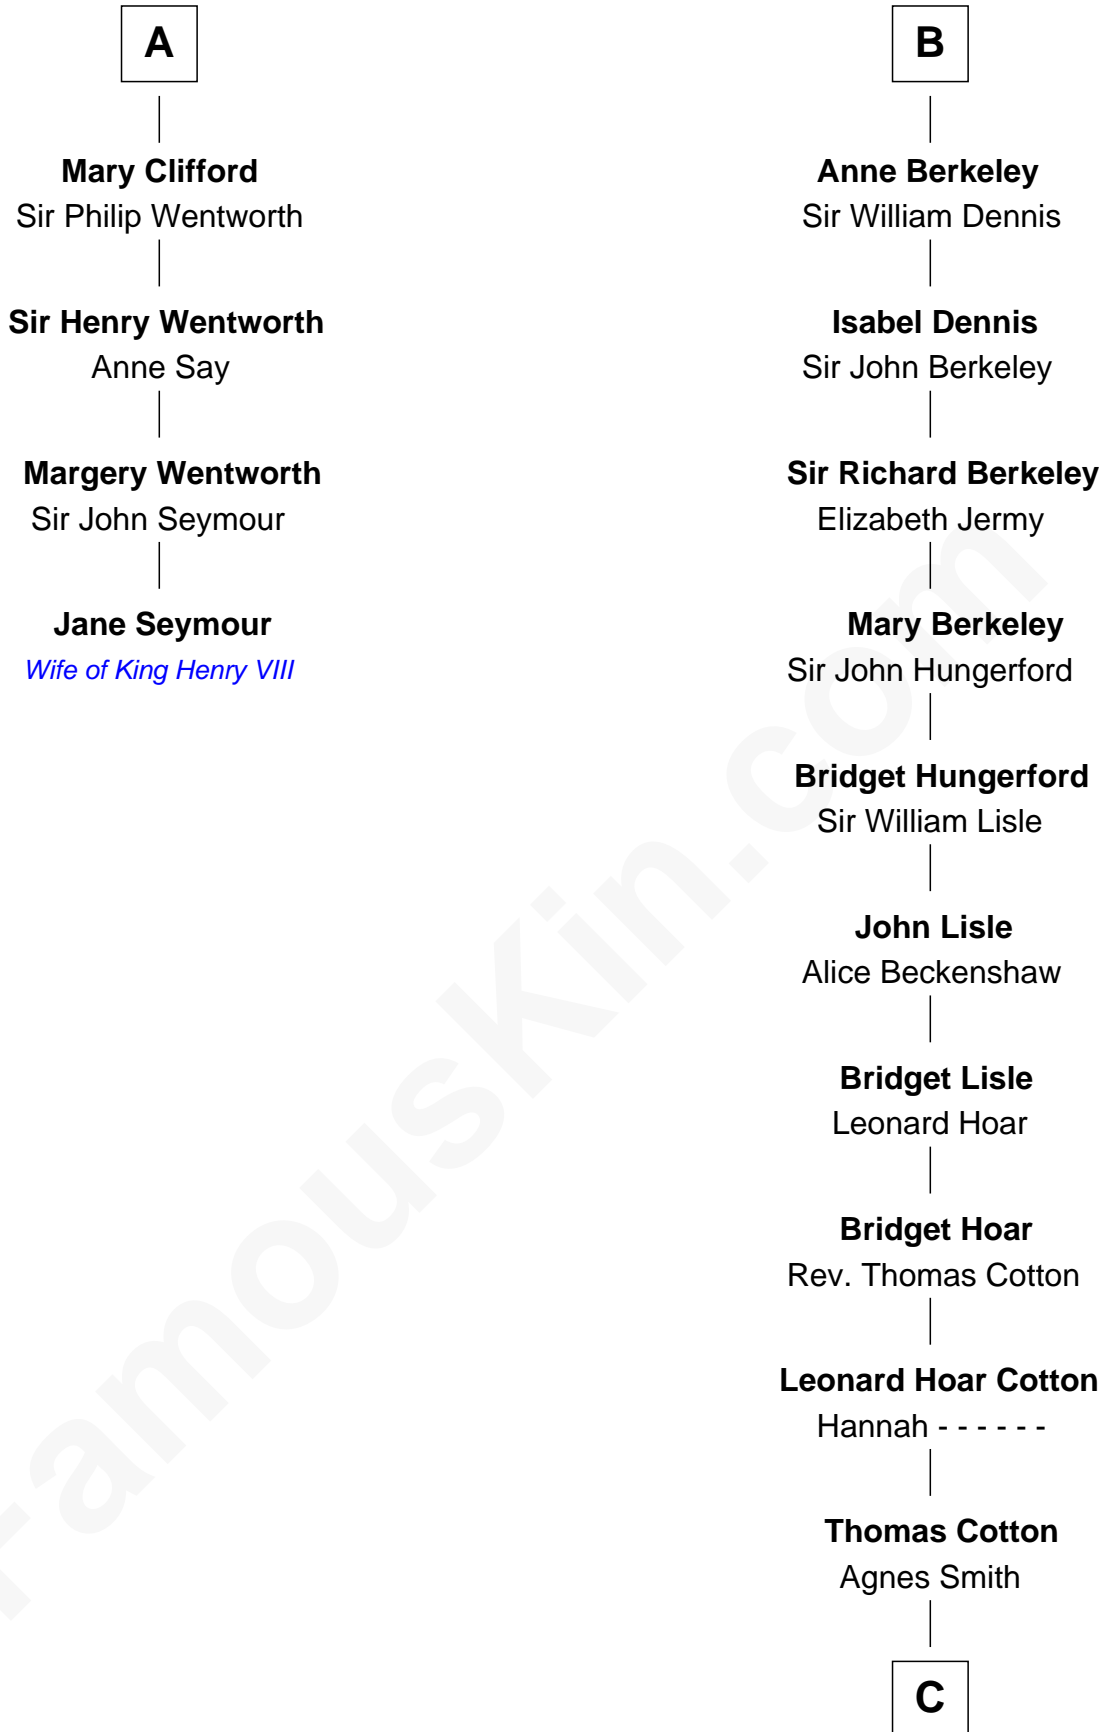 A
Mary Clifford
Sir Philip Wentworth
Sir Henry Wentworth
Anne Say
Margery Wentworth
Sir John Seymour
Jane Seymour
Wife of King Henry VIII
B
Anne Berkeley
Sir William Dennis
Isabel Dennis
Sir John Berkeley
Sir Richard Berkeley
Elizabeth Jermy
Mary Berkeley
Sir John Hungerford
Bridget Hungerford
Sir William Lisle
John Lisle
Alice Beckenshaw
Bridget Lisle
Leonard Hoar
Bridget Hoar
Rev. Thomas Cotton
Leonard Hoar Cotton
Hannah - - - - - -
Thomas Cotton
Agnes Smith
C
FamousKin.com